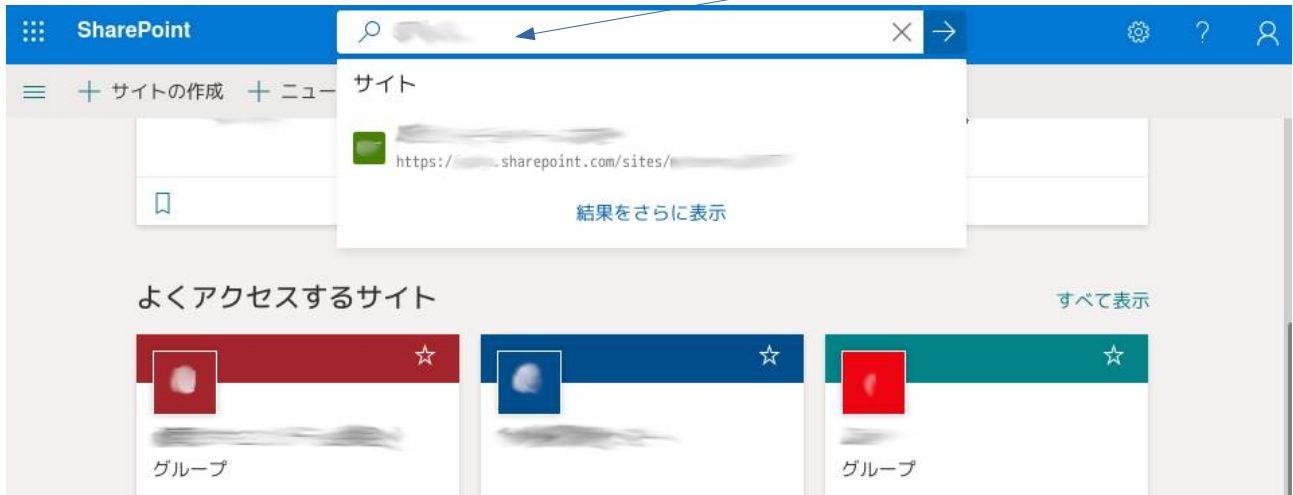 SharePoint
サイトの作成 ニュー
サイト
https:/ .sharepoint.com/sites/
結果をさらに表示
よくアクセスするサイト
すべて表示
グループ
グループ